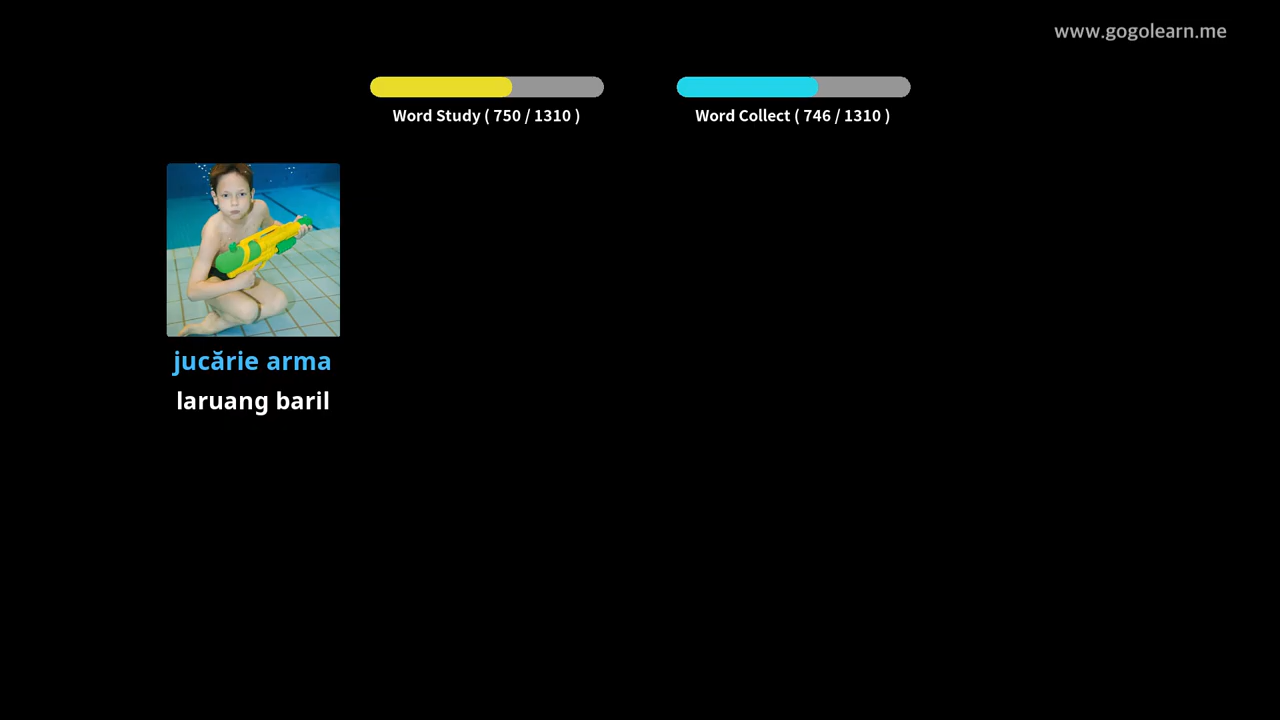 www.gogolearn.me
Word Study ( 750 / 1310 )
Word Collect ( 746 / 1310 )
jucărie arma
laruang baril